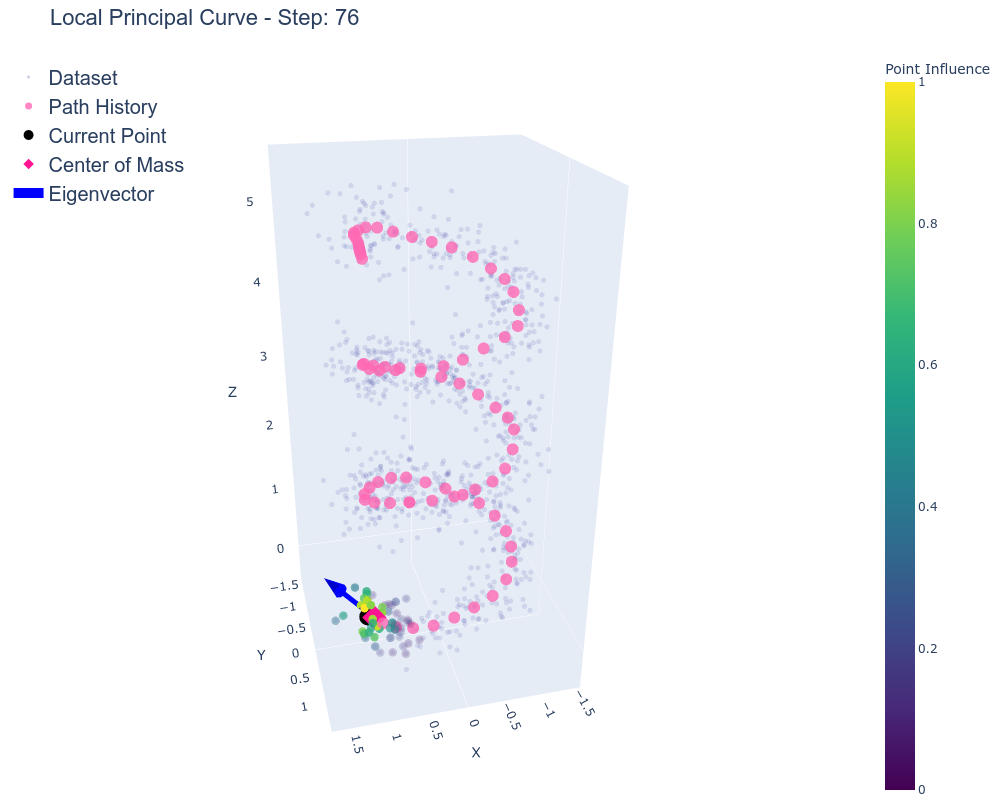 Local Principal Curve - Step: 76
Dataset
Path History
Current Point
Center of Mass
Eigenvector
Point Influence
1
0.8
0.6
0.4
0.2
0
5
4
3
2
1
0
Z
−1.5
−1
−0.5
0
0.5
1
Y
1.5
1
0.5
0
−0.5
−1
−1.5
X